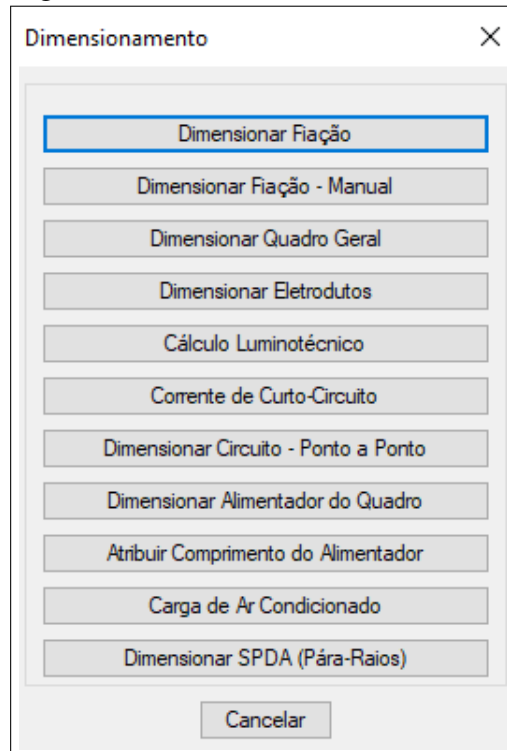 Dimensionamento
Dimensionar Fiação
Dimensionar Fiação - Manual
Dimensionar Quadro Geral
Dimensionar Eletrodutos
Cálculo Luminotécnico
Corrente de Curto-Circuito
Dimensionar Circuito - Ponto a Ponto
Dimensionar Alimentador do Quadro
Atribuir Comprimento do Alimentador
Carga de Ar Condicionado
Dimensionar SPDA (Pára-Raios)
Cancelar